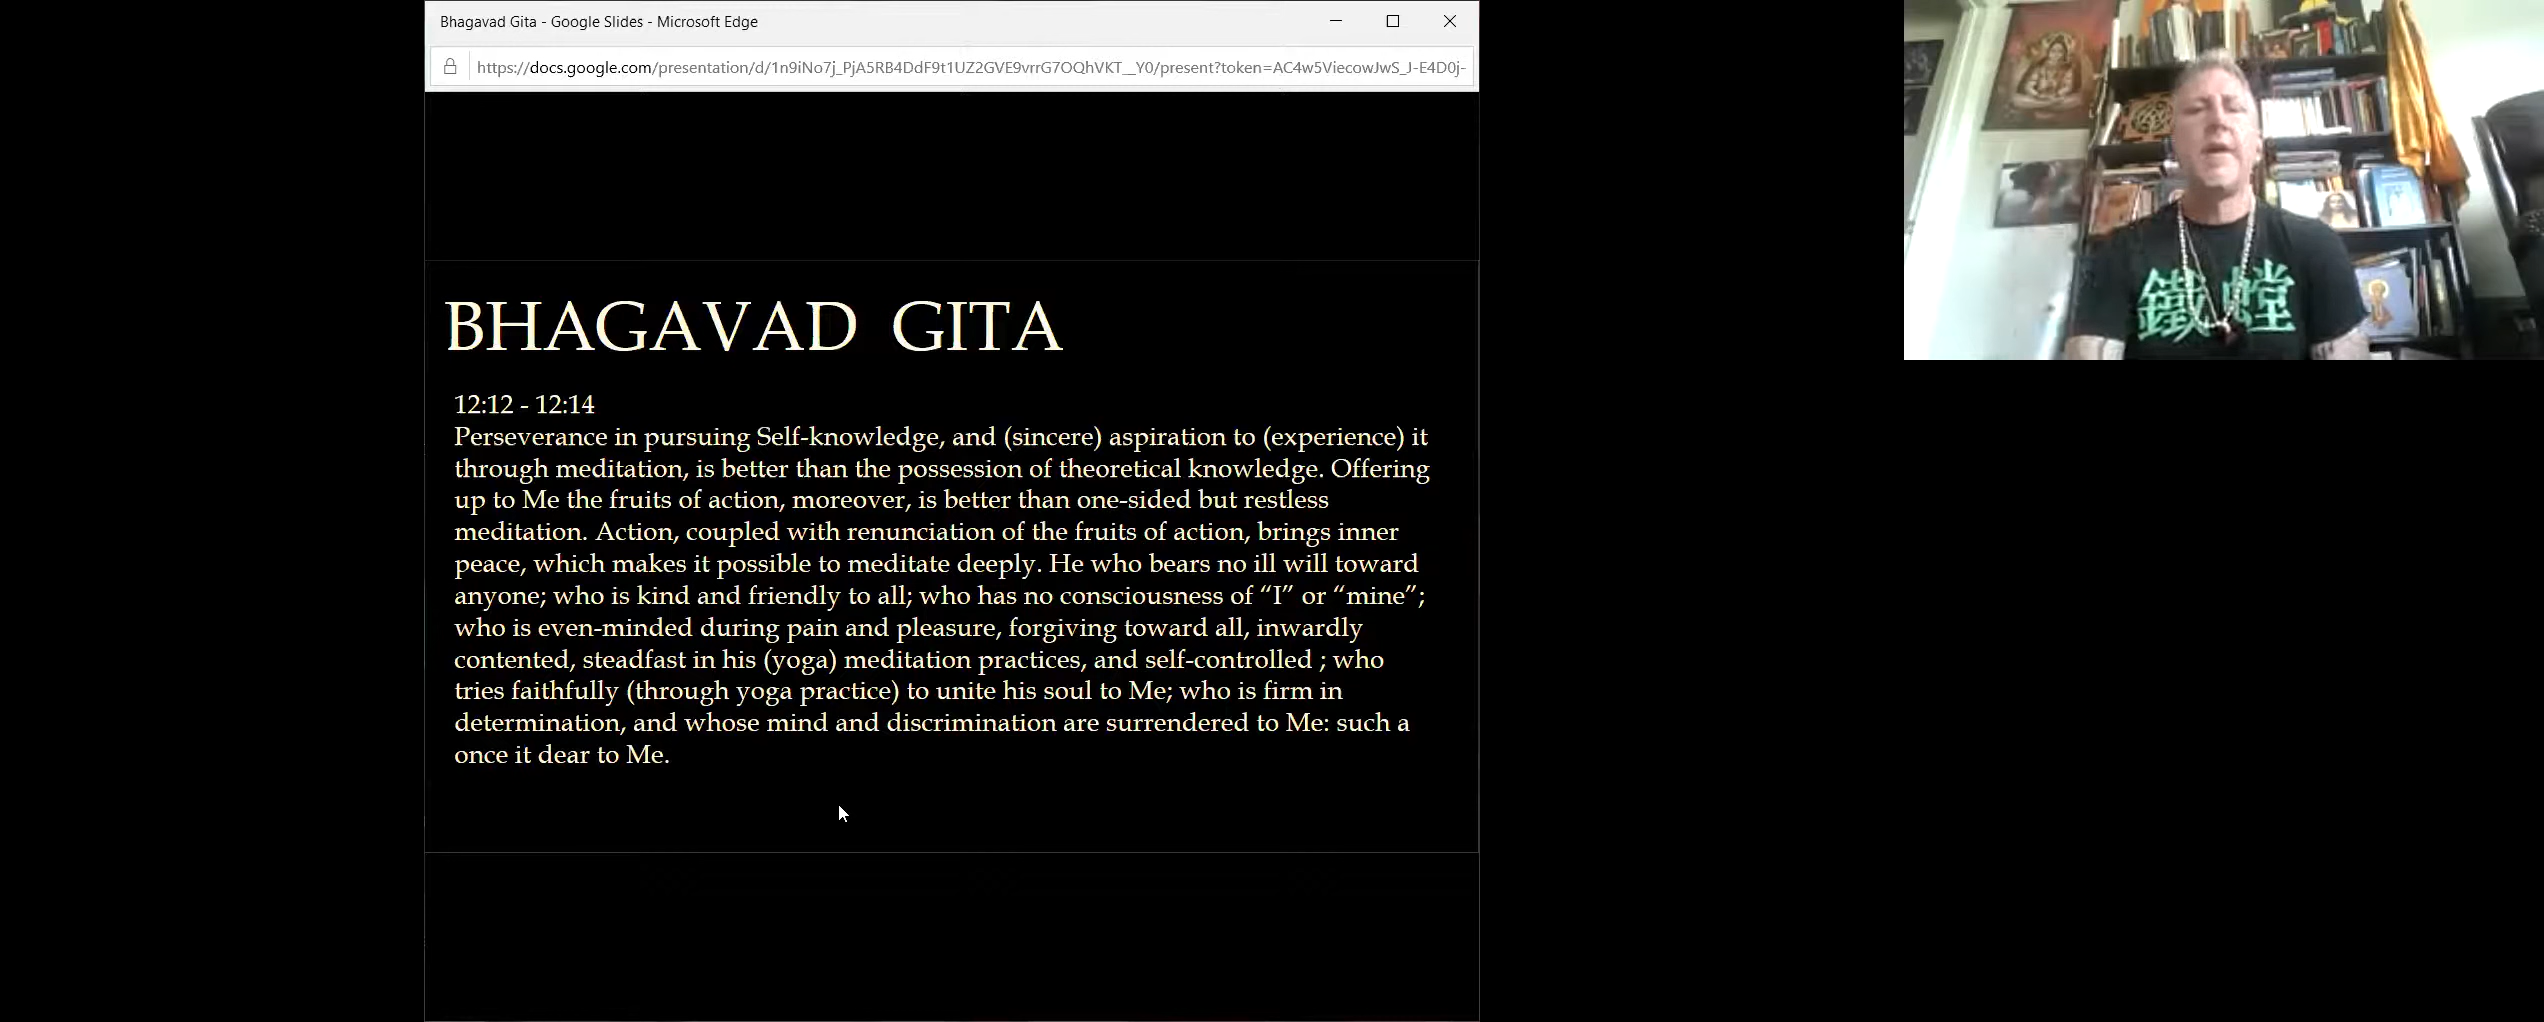 Bhagavad Gita - Google Slides - Microsoft Edge
https://docs.google.com/presentation/d/1n9iNo7j_PjA5RB4DdF9t1UZ2GVE9vrrG7OQhVKT__Y0/present?token=AC4w5ViecowJwS_J-E4D0j-
BHAGAVAD GITA
12:12 - 12:14
Perseverance in pursuing Self-knowledge, and (sincere) aspiration to (experience) it
through meditation, is better than the possession of theoretical knowledge. Offering
up to Me the fruits of action, moreover, is better than one-sided but restless
meditation. Action, coupled with renunciation of the fruits of action, brings inner
peace, which makes it possible to meditate deeply. He who bears no ill will toward
anyone; who is kind and friendly to all; who has no consciousness of “I” or “mine”;
who is even-minded during pain and pleasure, forgiving toward all, inwardly
contented, steadfast in his (yoga) meditation practices, and self-controlled ; who
tries faithfully (through yoga practice) to unite his soul to Me; who is firm in
determination, and whose mind and discrimination are surrendered to Me: such a
once it dear to Me.
鐵螳